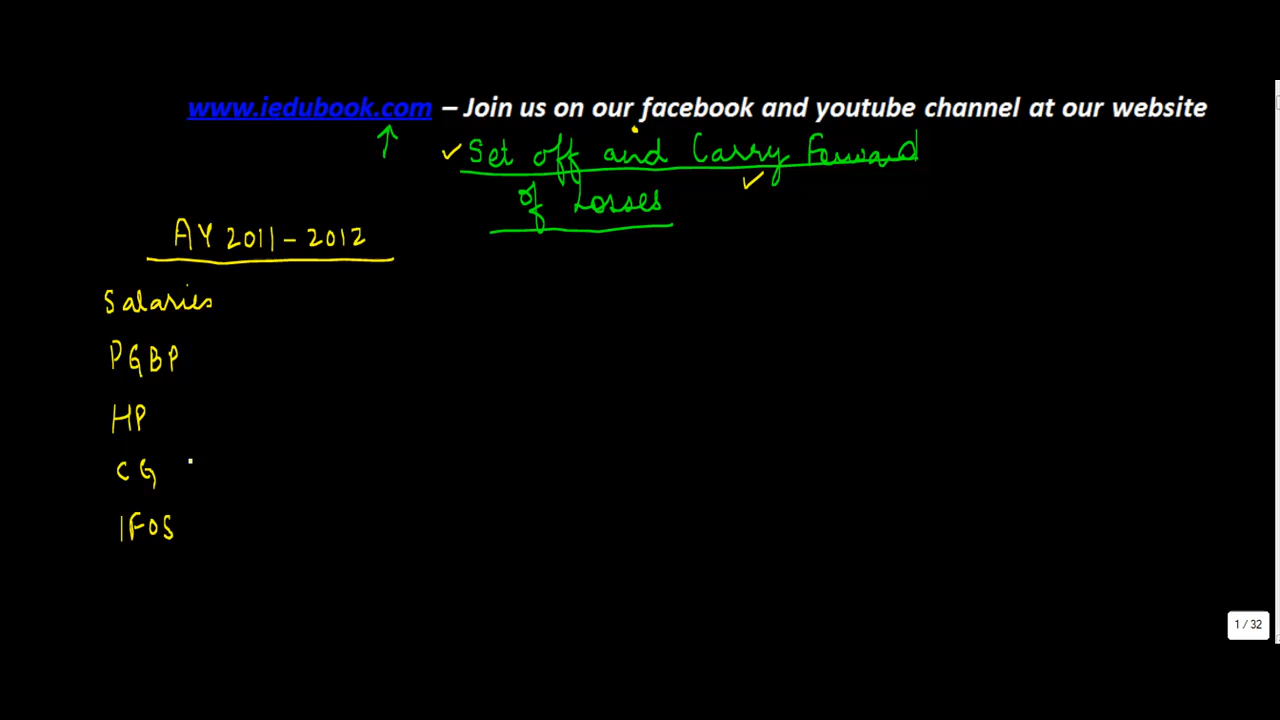 www.iedubook.com – Join us on our facebook and youtube channel at our website
Set off and Carry Forward
of Losses
AY 2011 - 2012
Salaries
PGBP
HP
CG
IFOS
1 / 32